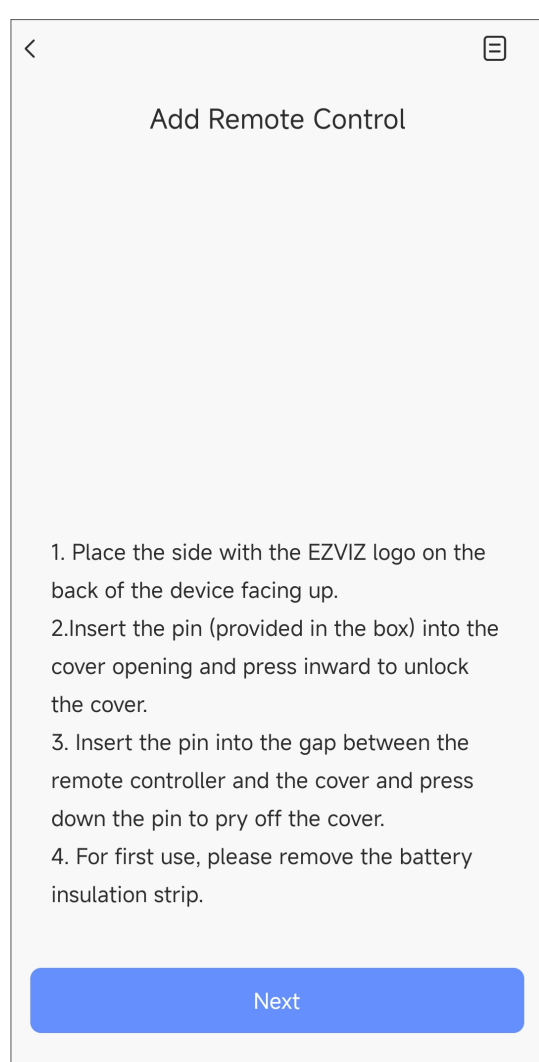 Add Remote Control
1. Place the side with the EZVIZ logo on the
back of the device facing up.
2.Insert the pin (provided in the box) into the
cover opening and press inward to unlock
the cover.
3. Insert the pin into the gap between the
remote controller and the cover and press
down the pin to pry off the cover.
4. For first use, please remove the battery
insulation strip.
Next